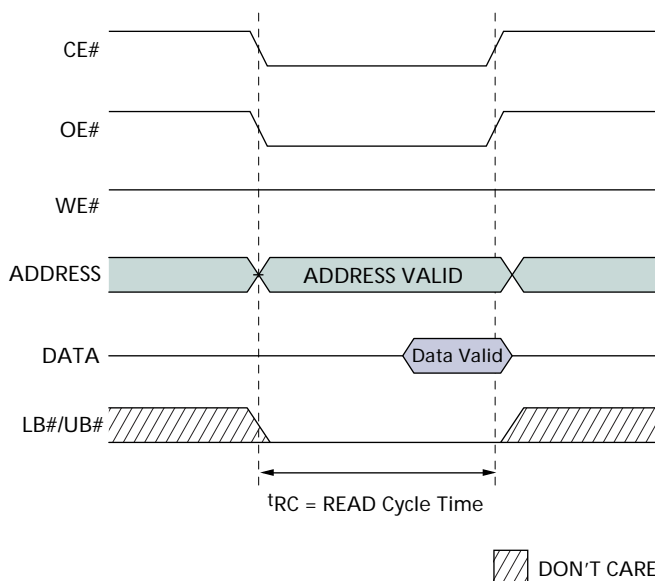 CE#
OE#
WE#
ADDRESS
ADDRESS VALID
DATA
Data Valid
LB#/UB#
tRC = READ Cycle Time
DON'T CARE